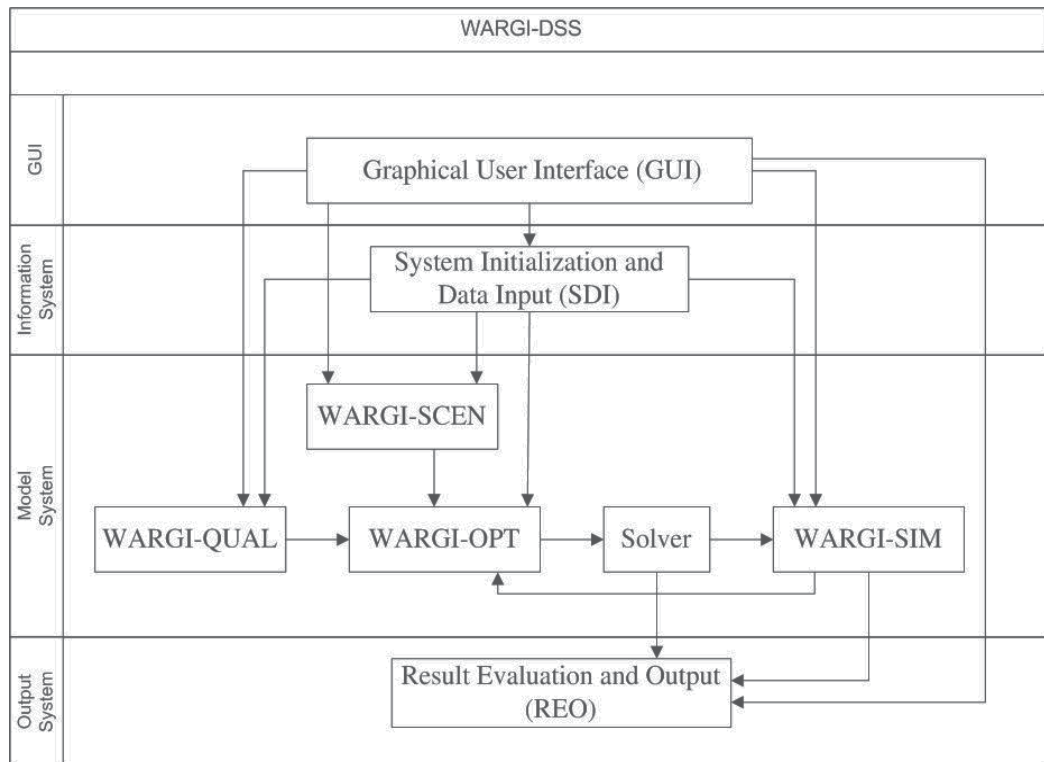 WARGI-DSS
GUI
Graphical User Interface (GUI)
Information
System
System Initialization and
Data Input (SDI)
Model
System
WARGI-SCEN
WARGI-QUAL
WARGI-OPT
Solver
WARGI-SIM
Output
System
Result Evaluation and Output
(REO)